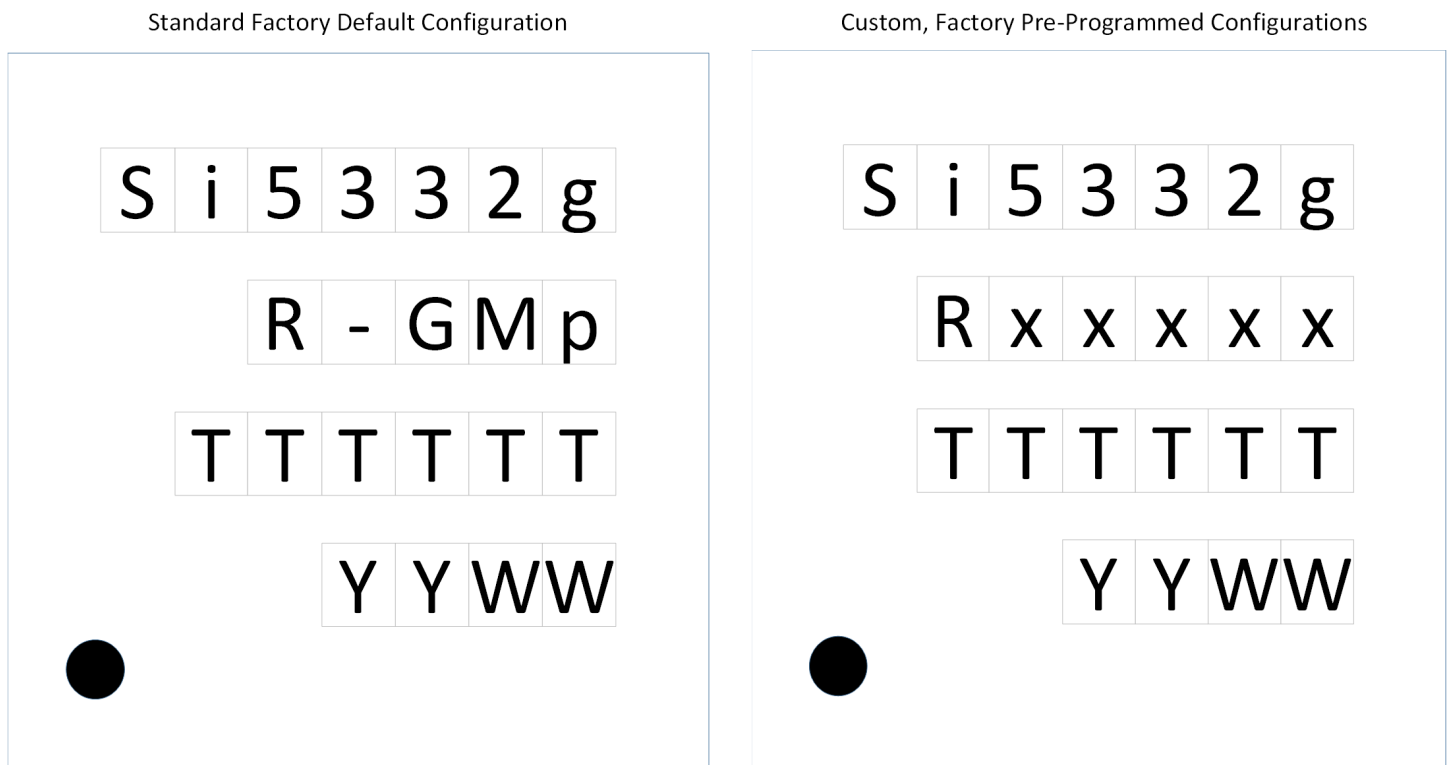 Standard Factory Default Configuration
Si5332g
R-GMp
TTTTTT
YYWW
Custom, Factory Pre-Programmed Configurations
Si5332g
Rxxxxx
TTTTTT
YYWW